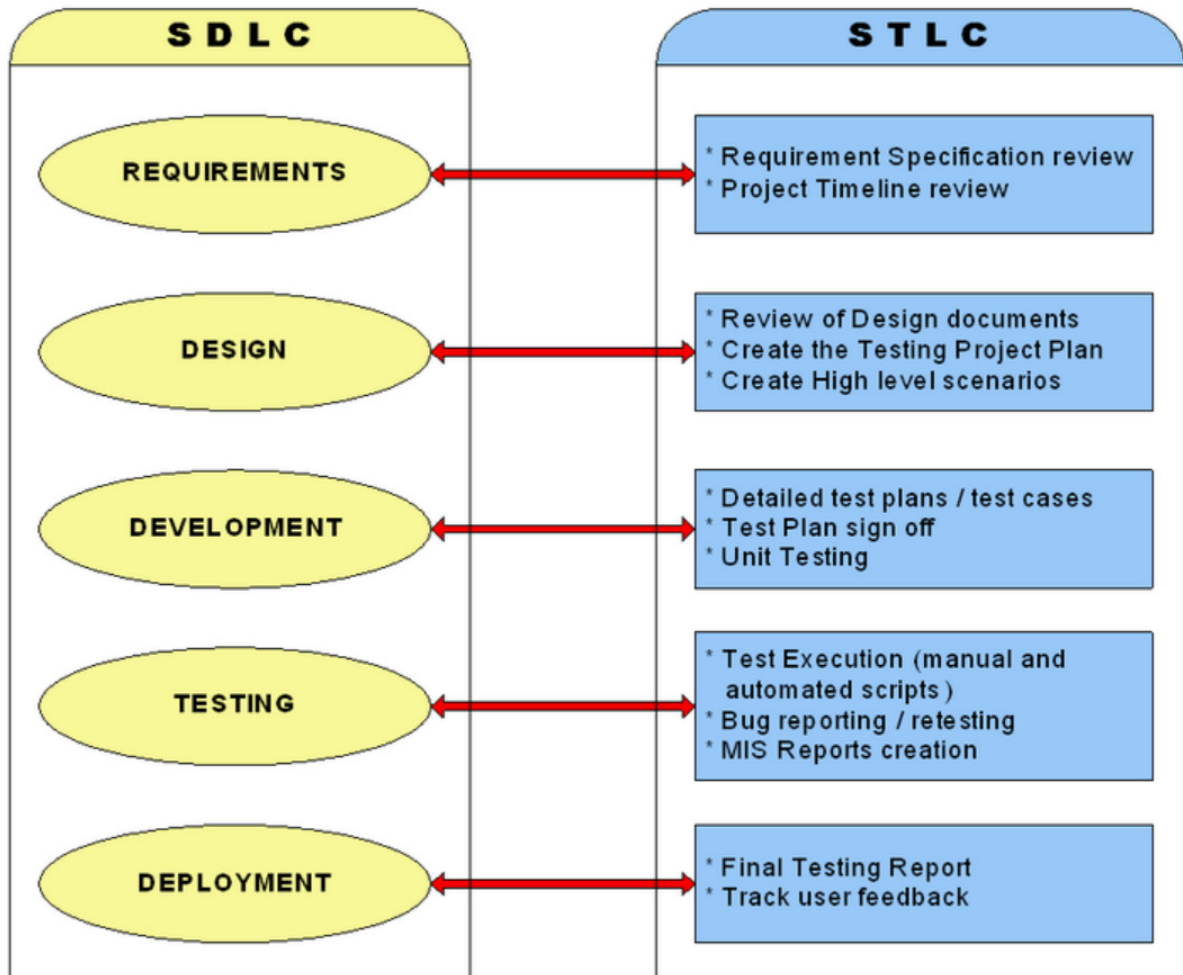 S D L C
S T L C
REQUIREMENTS
* Requirement Specification review
* Project Timeline review
DESIGN
* Review of Design documents
* Create the Testing Project Plan
* Create High level scenarios
DEVELOPMENT
* Detailed test plans / test cases
* Test Plan sign off
* Unit Testing
TESTING
* Test Execution (manual and
automated scripts)
* Bug reporting / retesting
* MIS Reports creation
DEPLOYMENT
* Final Testing Report
* Track user feedback